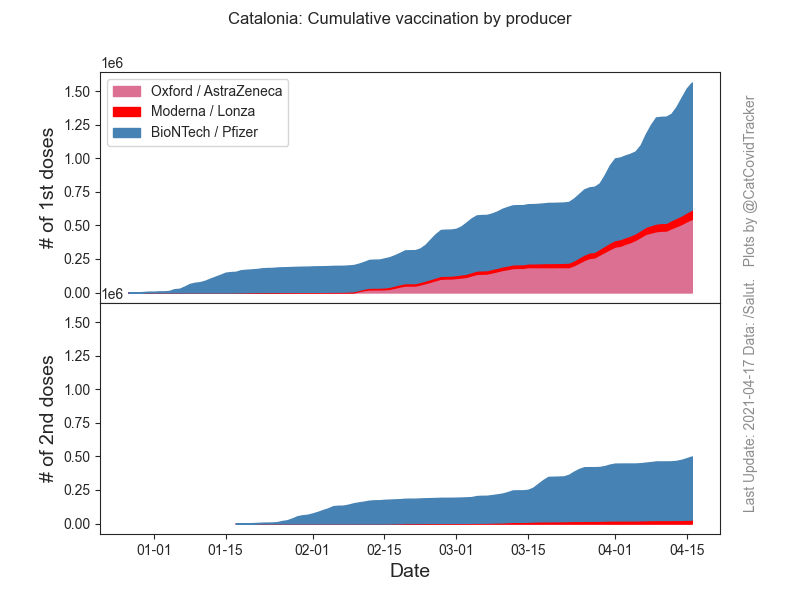 Catalonia: Cumulative vaccination by producer
1e6
Oxford / AstraZeneca
Moderna / Lonza
BioNTech / Pfizer
1.50
1.25
1.00
0.75
0.50
0.25
0.00
# of 1st doses
1e6
1.50
1.25
1.00
0.75
0.50
0.25
0.00
# of 2nd doses
01-01 01-15 02-01 02-15 03-01 03-15 04-01 04-15
Date
Last Update: 2021-04-17 Data: /Salut. Plots by @CatCovidTracker